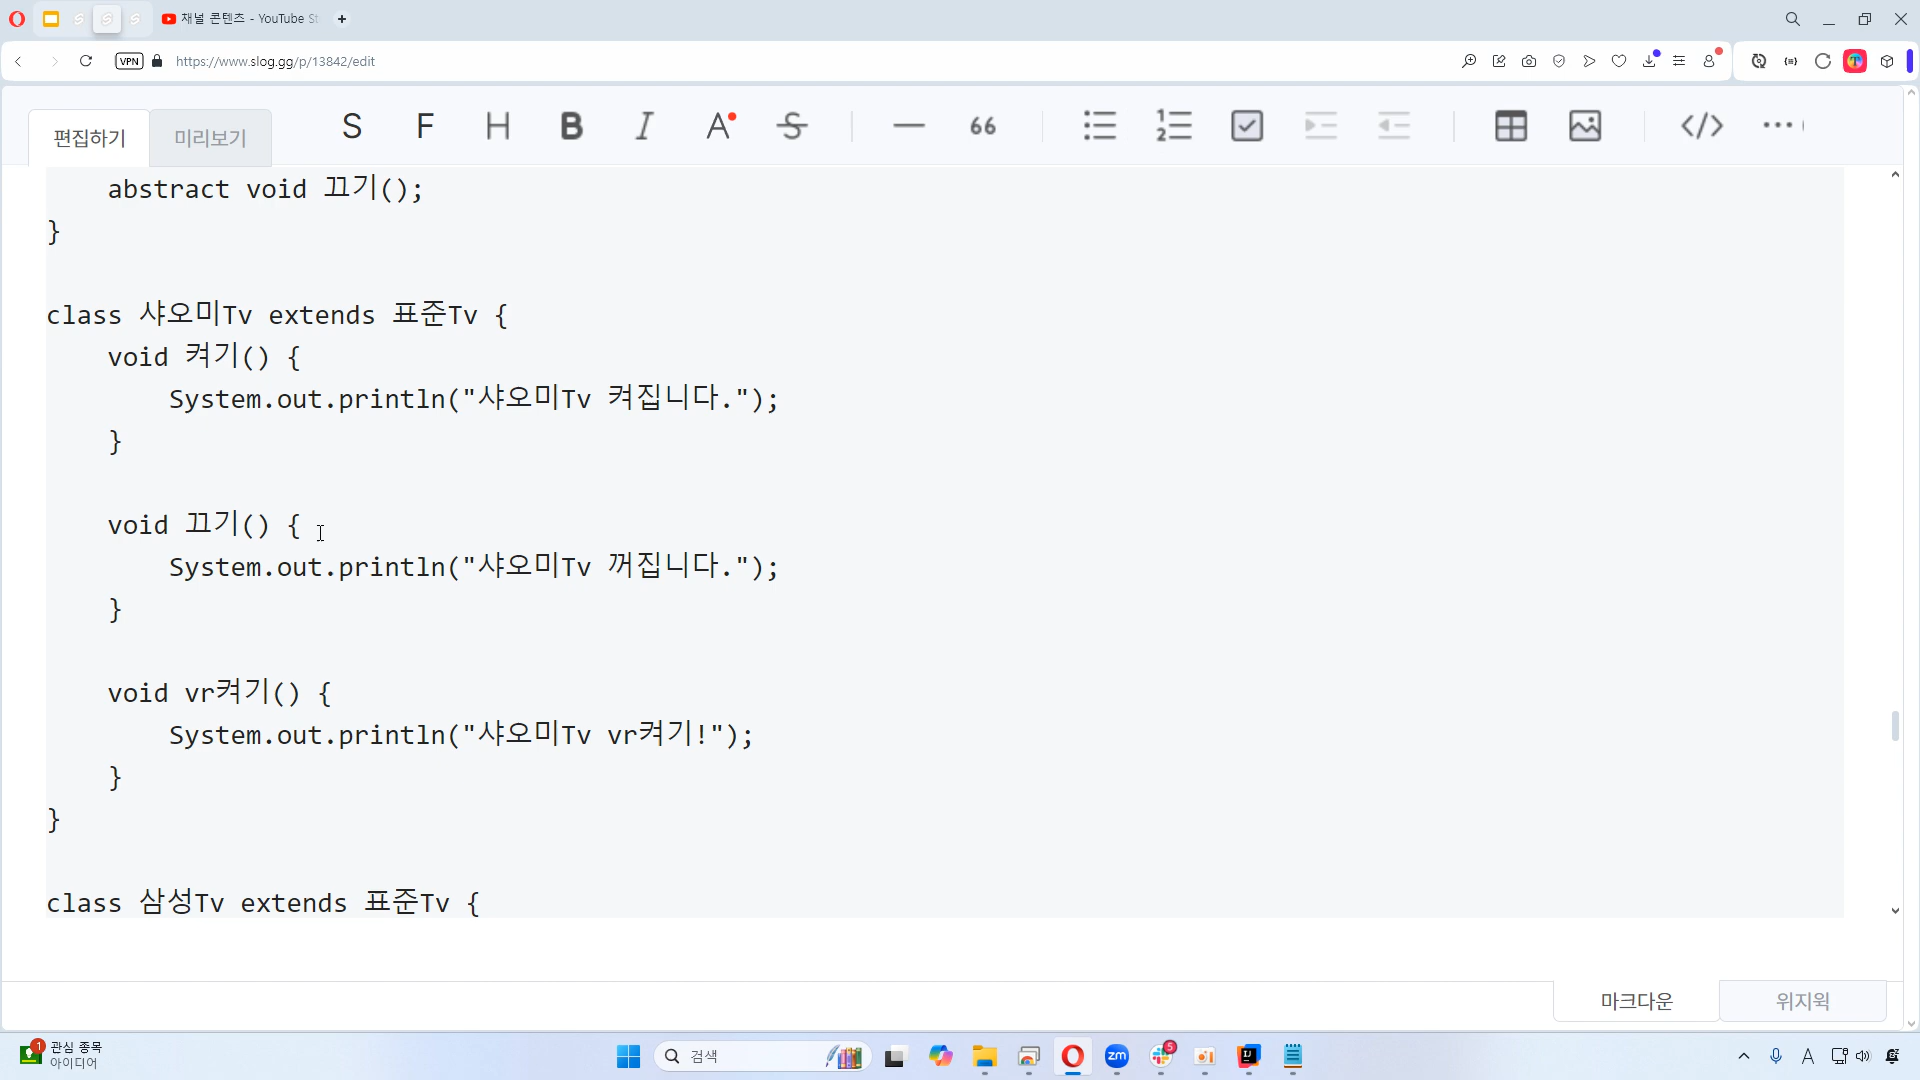 채널 콘텐츠 - YouTube St
VPN
https://www.slog.gg/p/13842/edit
편집하기
미리보기
S F H B I A S 66
    abstract void 끄기();
}
class 샤오미Tv extends 표준Tv {
    void 켜기() {
        System.out.println("샤오미Tv 켜집니다.");
    }
    void 끄기() {
        System.out.println("샤오미Tv 꺼집니다.");
    }
    void vr켜기() {
        System.out.println("샤오미Tv vr켜기!");
    }
}
class 삼성Tv extends 표준Tv {
마크다운
위지윅
1
관심 종목
아이디어
검색
zm
5
IJ
A